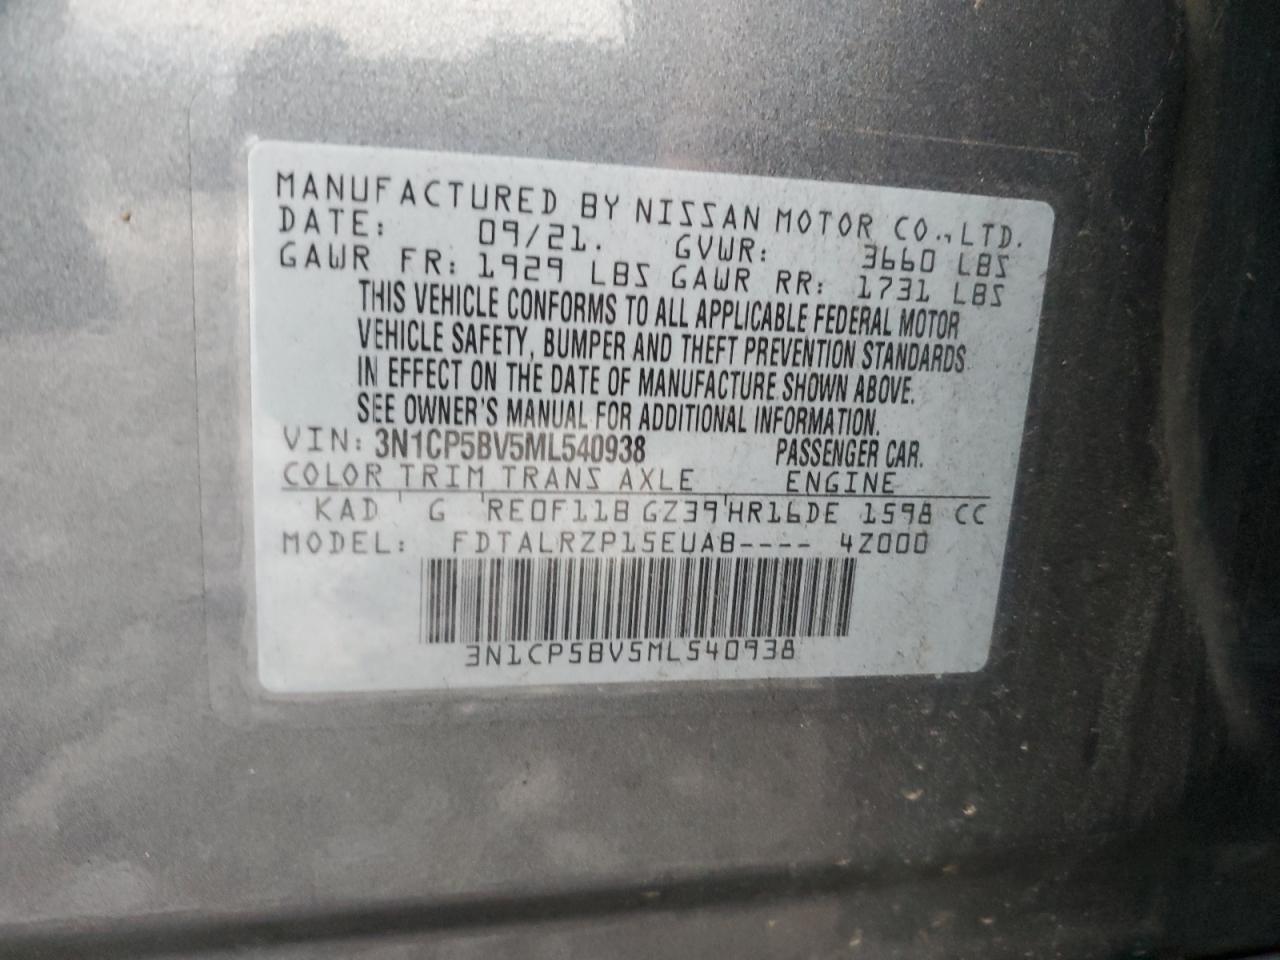 MANUFACTURED BY NISSAN MOTOR CO., LTD.
DATE: 09/21. GVWR: 3660 LBS
GAWR FR: 1929 LBS GAWR RR: 1731 LBS
THIS VEHICLE CONFORMS TO ALL APPLICABLE FEDERAL MOTOR
VEHICLE SAFETY, BUMPER AND THEFT PREVENTION STANDARDS
IN EFFECT ON THE DATE OF MANUFACTURE SHOWN ABOVE.
SEE OWNER'S MANUAL FOR ADDITIONAL INFORMATION.
VIN: 3N1CP5BV5ML540938 PASSENGER CAR.
COLOR TRIM TRANS AXLE ENGINE
KAD G RE0F11B GZ39 HR16DE 1598 CC
MODEL: FDTALRZP15EUAB---- 4Z000
3N1CP5BV5ML540938